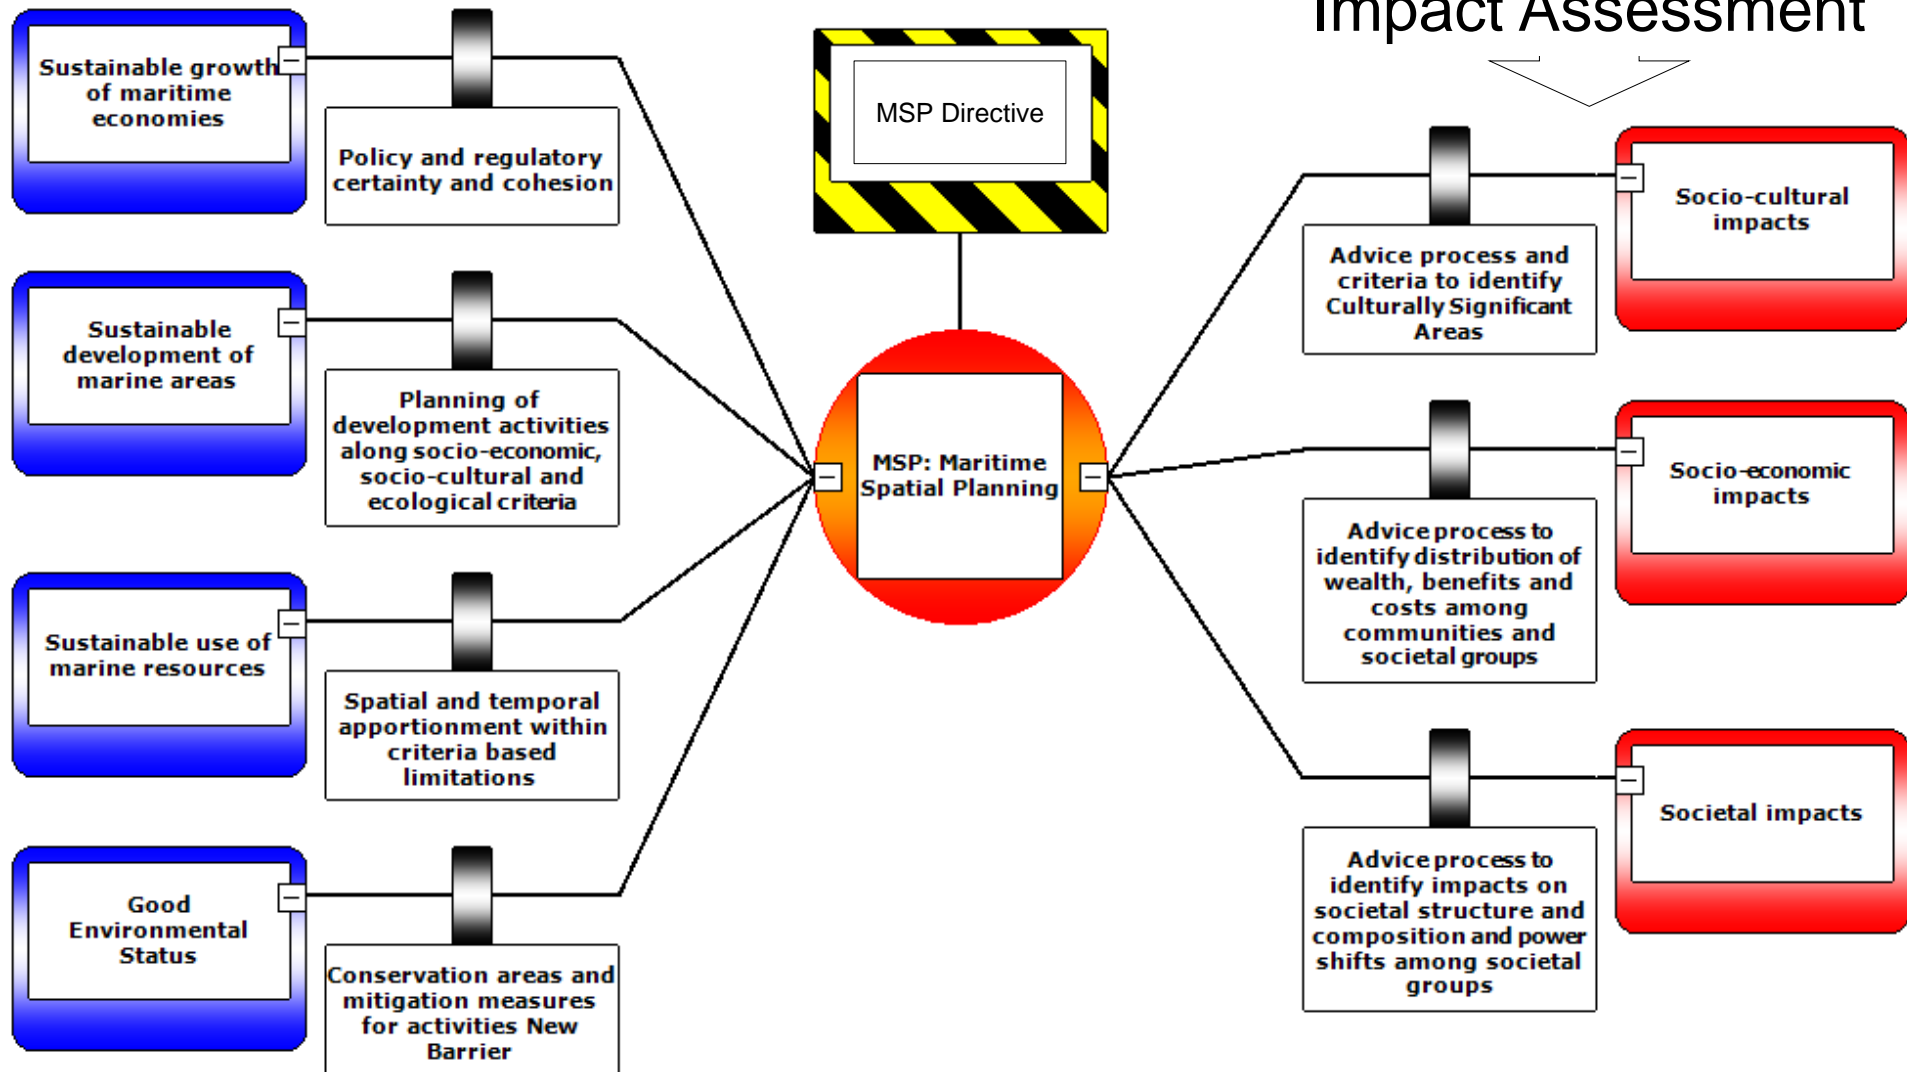 Impact Assessment
Sustainable growth
of maritime
economies
Policy and regulatory
certainty and cohesion
MSP Directive
Socio-cultural
impacts
Advice process and
criteria to identify
Culturally Significant
Areas
Sustainable
development of
marine areas
Planning of
development activities
along socio-economic,
socio-cultural and
ecological criteria
MSP: Maritime
Spatial Planning
Socio-economic
impacts
Advice process to
identify distribution of
wealth, benefits and
costs among
communities and
societal groups
Sustainable use of
marine resources
Spatial and temporal
apportionment within
criteria based
limitations
Societal impacts
Advice process to
identify impacts on
societal structure and
composition and power
shifts among societal
groups
Good
Environmental
Status
Conservation areas and
mitigation measures
for activities New
Barrier